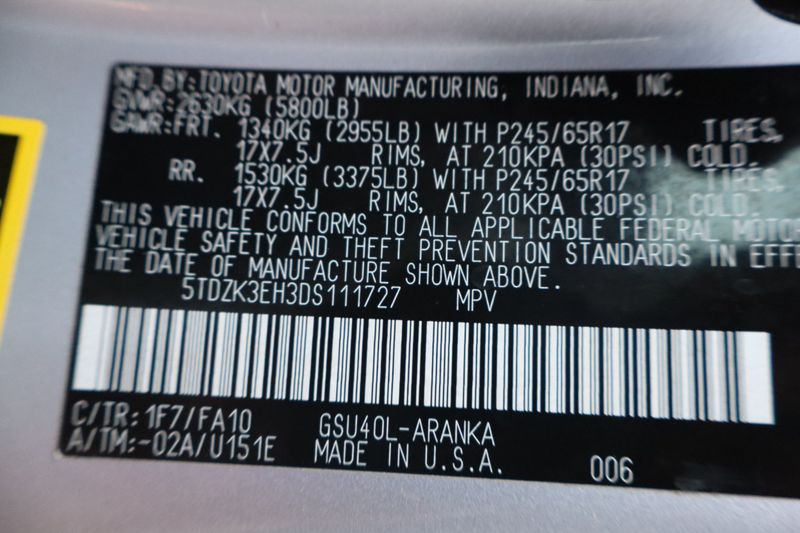 MFD.BY:TOYOTA MOTOR MANUFACTURING, INDIANA, INC.
GVWR:2630KG (5800LB)
GAWR:FRT. 1340KG (2955LB) WITH P245/65R17 TIRES,
17X7.5J RIMS, AT 210KPA (30PSI) COLD.
RR. 1530KG (3375LB) WITH P245/65R17 TIRES,
17X7.5J RIMS, AT 210KPA (30PSI) COLD.
THIS VEHICLE CONFORMS TO ALL APPLICABLE FEDERAL MOTO
VEHICLE SAFETY AND THEFT PREVENTION STANDARDS IN EFFE
THE DATE OF MANUFACTURE SHOWN ABOVE.
5TDZK3EH3DS111727 MPV
C/TR:1F7/FA10 GSU40L-ARANKA
A/TM:-02A/U151E MADE IN U.S.A. 006